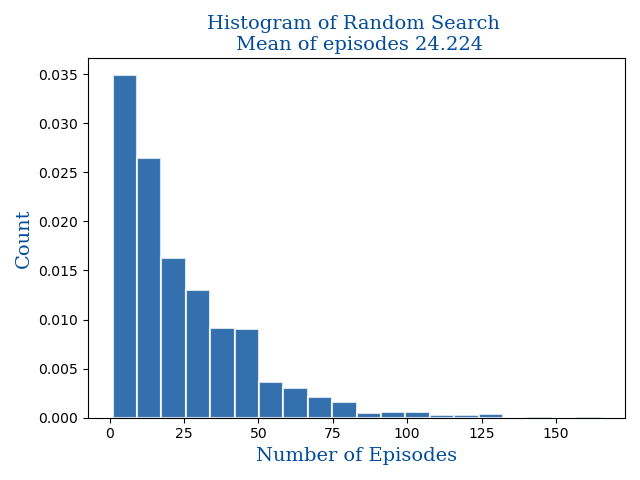 Histogram of Random Search
Mean of episodes 24.224
0.035
0.030
0.025
0.020
0.015
0.010
0.005
0.000
Count
0 25 50 75 100 125 150
Number of Episodes